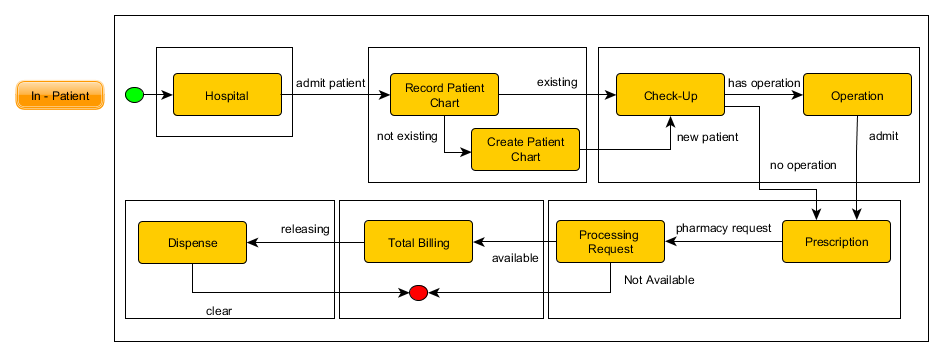 In - Patient
Hospital
admit patient
Record Patient
Chart
existing
not existing
Create Patient
Chart
new patient
Check-Up
has operation
Operation
admit
no operation
Dispense
releasing
Total Billing
available
Processing
Request
pharmacy request
Prescription
Not Available
clear